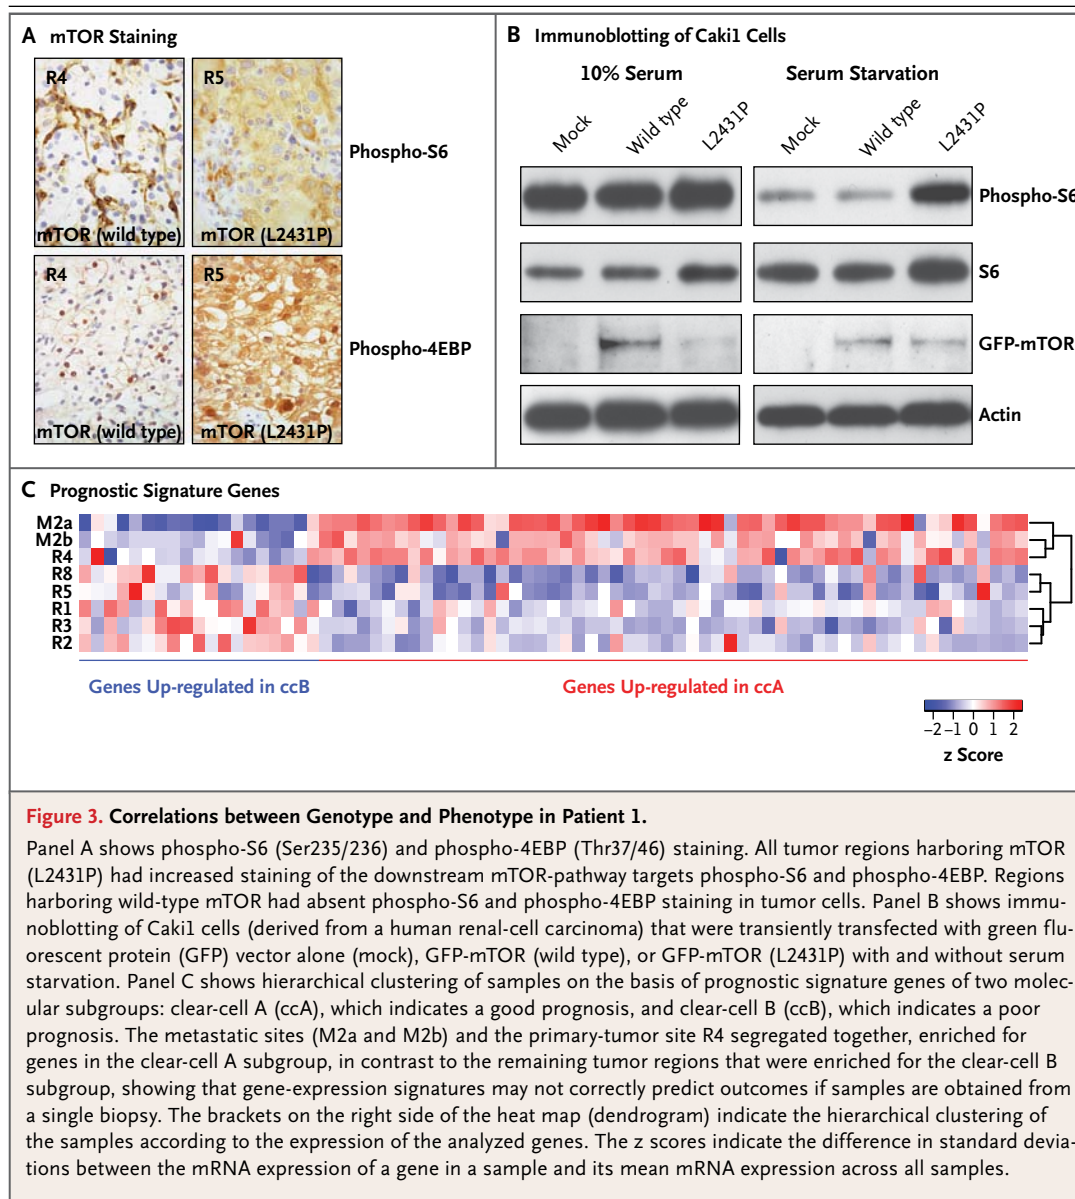 A mTOR Staining
R4
R5
Phospho-S6
mTOR (wild type)
mTOR (L2431P)
R4
R5
Phospho-4EBP
mTOR (wild type)
mTOR (L2431P)
B Immunoblotting of Caki1 Cells
10% Serum
Serum Starvation
Mock
Wild type
L2431P
Mock
Wild type
L2431P
Phospho-S6
S6
GFP-mTOR
Actin
C Prognostic Signature Genes
M2a
M2b
R4
R8
R5
R1
R3
R2
Genes Up-regulated in ccB
Genes Up-regulated in ccA
−2 −1 0 1 2
z Score
Figure 3. Correlations between Genotype and Phenotype in Patient 1.
Panel A shows phospho-S6 (Ser235/236) and phospho-4EBP (Thr37/46) staining. All tumor regions harboring mTOR
(L2431P) had increased staining of the downstream mTOR-pathway targets phospho-S6 and phospho-4EBP. Regions
harboring wild-type mTOR had absent phospho-S6 and phospho-4EBP staining in tumor cells. Panel B shows immu-
noblotting of Caki1 cells (derived from a human renal-cell carcinoma) that were transiently transfected with green flu-
orescent protein (GFP) vector alone (mock), GFP-mTOR (wild type), or GFP-mTOR (L2431P) with and without serum
starvation. Panel C shows hierarchical clustering of samples on the basis of prognostic signature genes of two molec-
ular subgroups: clear-cell A (ccA), which indicates a good prognosis, and clear-cell B (ccB), which indicates a poor
prognosis. The metastatic sites (M2a and M2b) and the primary-tumor site R4 segregated together, enriched for
genes in the clear-cell A subgroup, in contrast to the remaining tumor regions that were enriched for the clear-cell B
subgroup, showing that gene-expression signatures may not correctly predict outcomes if samples are obtained from
a single biopsy. The brackets on the right side of the heat map (dendrogram) indicate the hierarchical clustering of
the samples according to the expression of the analyzed genes. The z scores indicate the difference in standard devia-
tions between the mRNA expression of a gene in a sample and its mean mRNA expression across all samples.